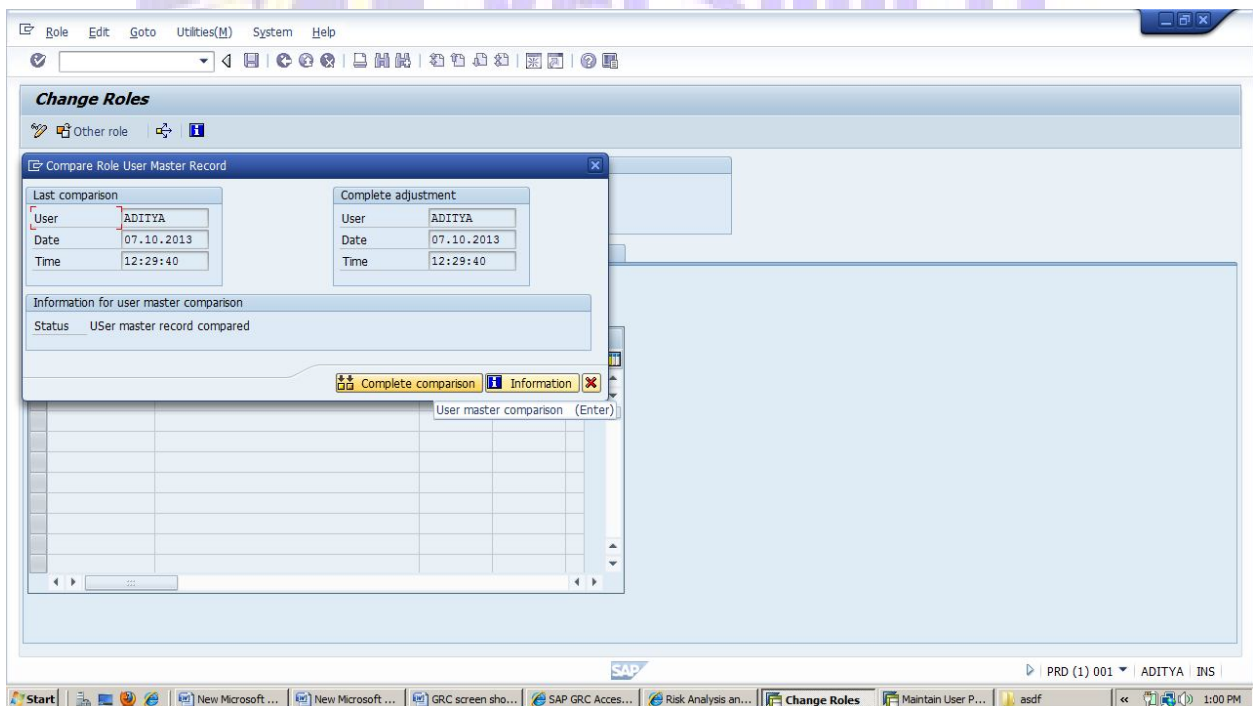 Role Edit Goto Utilities(M) System Help
Change Roles
Other role
Compare Role User Master Record
Last comparison
Complete adjustment
User ADITYA
User ADITYA
Date 07.10.2013
Date 07.10.2013
Time 12:29:40
Time 12:29:40
Information for user master comparison
Status USer master record compared
Complete comparison
Information
User master comparison (Enter)
SAP
PRD (1) 001 ADITYA INS
Start New Microsoft ... New Microsoft ... GRC screen sho... SAP GRC Acces... Risk Analysis an... Change Roles Maintain User P... asdf « 1:00 PM